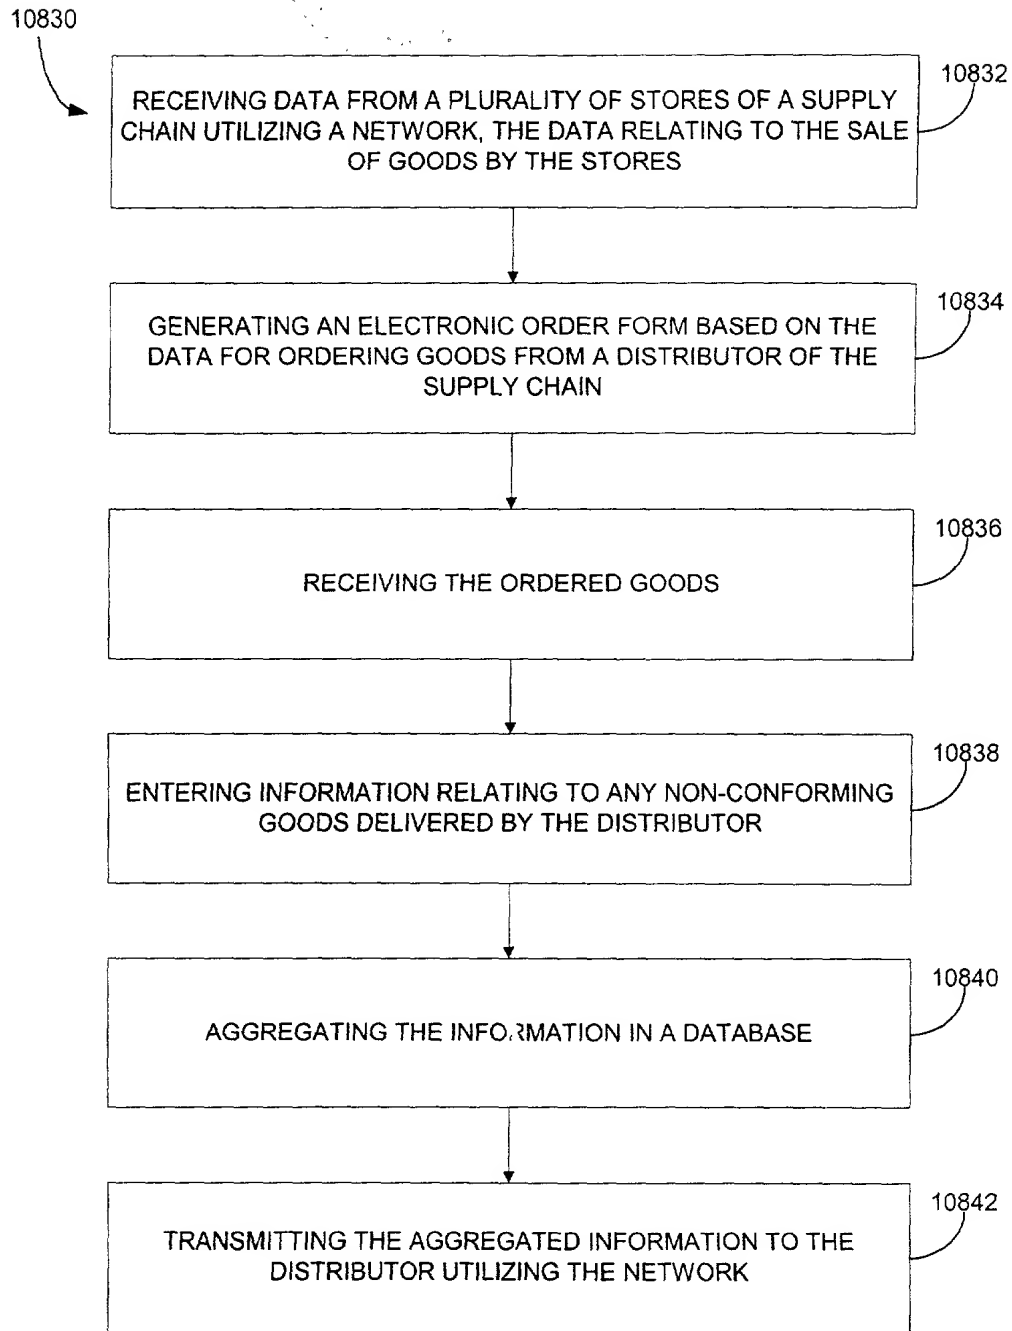 10830
10832
RECEIVING DATA FROM A PLURALITY OF STORES OF A SUPPLY
CHAIN UTILIZING A NETWORK, THE DATA RELATING TO THE SALE
OF GOODS BY THE STORES
10834
GENERATING AN ELECTRONIC ORDER FORM BASED ON THE
DATA FOR ORDERING GOODS FROM A DISTRIBUTOR OF THE
SUPPLY CHAIN
10836
RECEIVING THE ORDERED GOODS
10838
ENTERING INFORMATION RELATING TO ANY NON-CONFORMING
GOODS DELIVERED BY THE DISTRIBUTOR
10840
AGGREGATING THE INFORMATION IN A DATABASE
10842
TRANSMITTING THE AGGREGATED INFORMATION TO THE
DISTRIBUTOR UTILIZING THE NETWORK